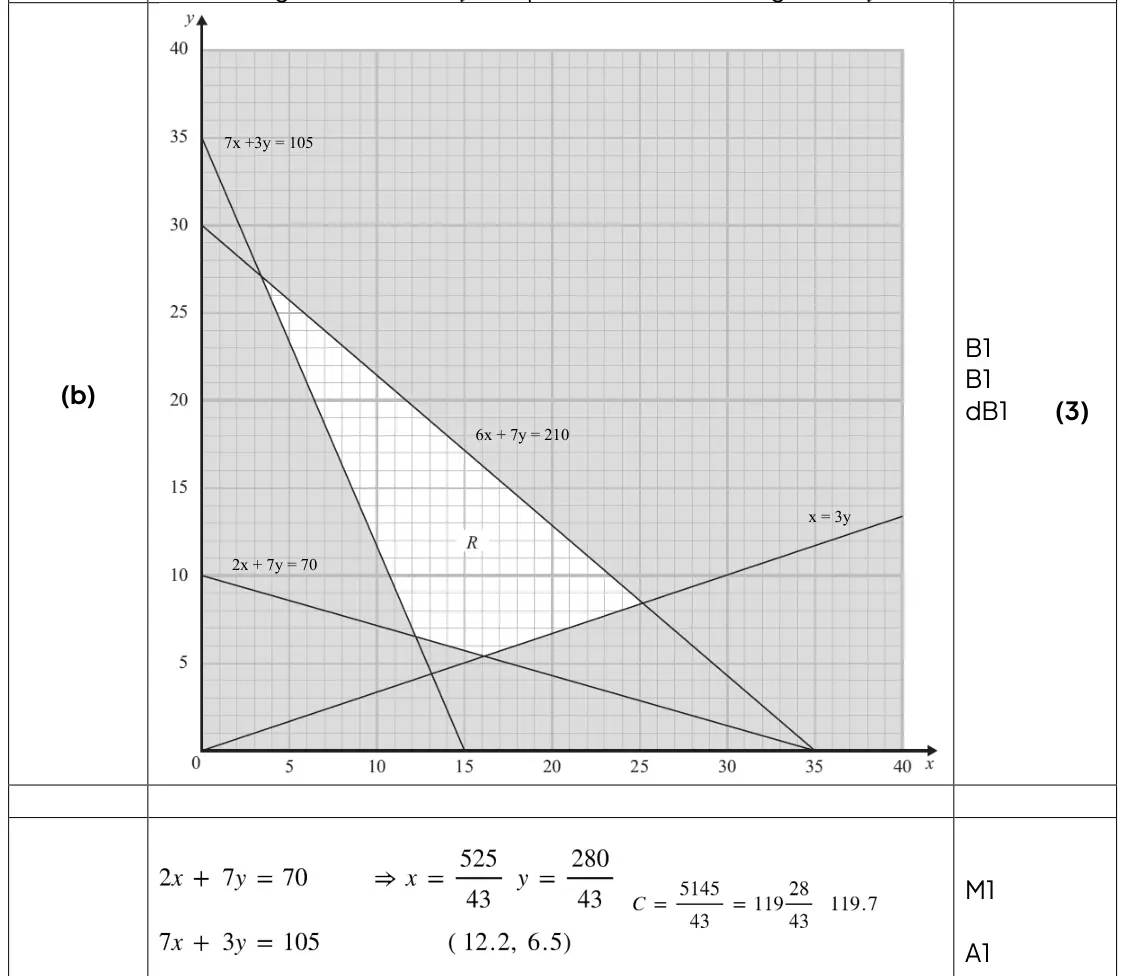 y
40
35
7x +3y = 105
30
25
20
6x + 7y = 210
15
x = 3y
R
10
2x + 7y = 70
5
0 5 10 15 20 25 30 35 40 x
(b)
B1
B1
dB1 (3)
2x + 7y = 70 ⇒ x = 525/43 y = 280/43 C = 5145/43 = 119 28/43 119.7
7x + 3y = 105 ( 12.2, 6.5)
M1
A1